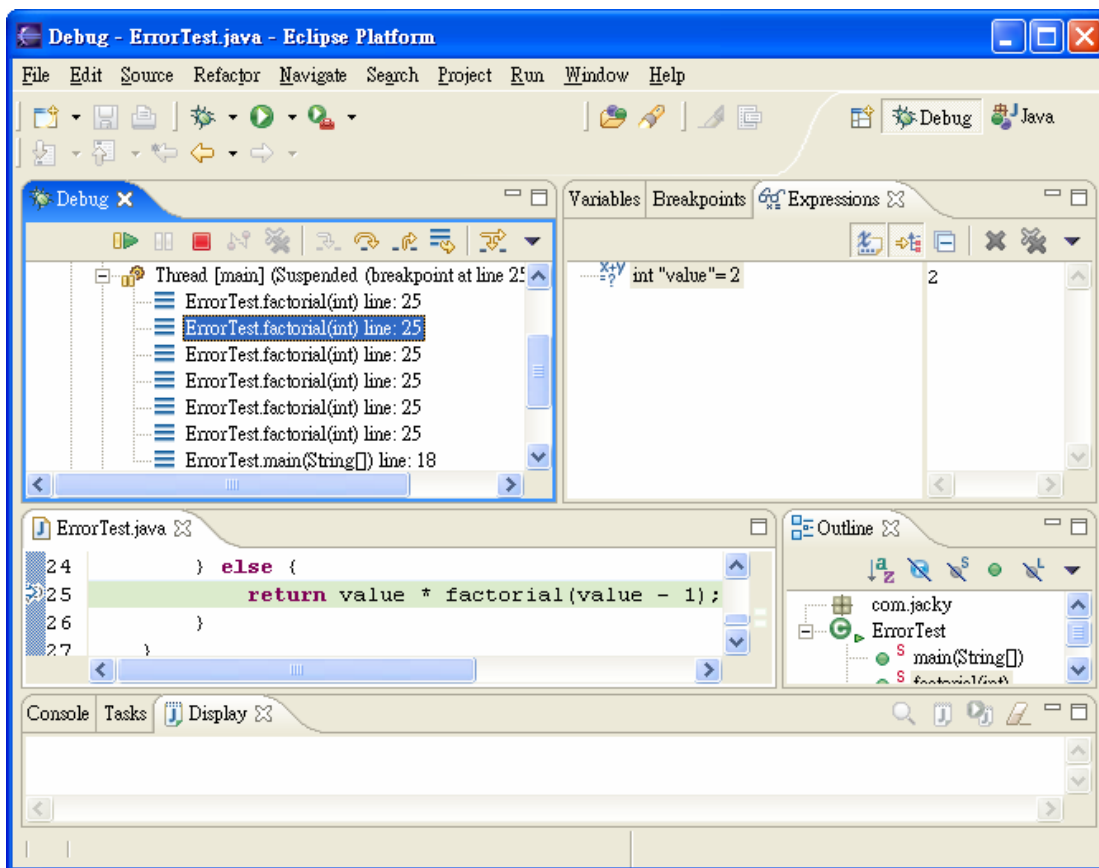 Debug - ErrorTest.java - Eclipse Platform
File Edit Source Refactor Navigate Search Project Run Window Help
Debug Java
Debug
Variables Breakpoints Expressions
Thread [main] (Suspended (breakpoint at line 25
ErrorTest.factorial(int) line: 25
ErrorTest.factorial(int) line: 25
ErrorTest.factorial(int) line: 25
ErrorTest.factorial(int) line: 25
ErrorTest.factorial(int) line: 25
ErrorTest.factorial(int) line: 25
ErrorTest.main(String[]) line: 18
int "value"= 2
2
ErrorTest.java
24 } else {
25 return value * factorial(value - 1);
26 }
27 }
Outline
com.jacky
ErrorTest
main(String[])
factorial(int)
Console Tasks Display